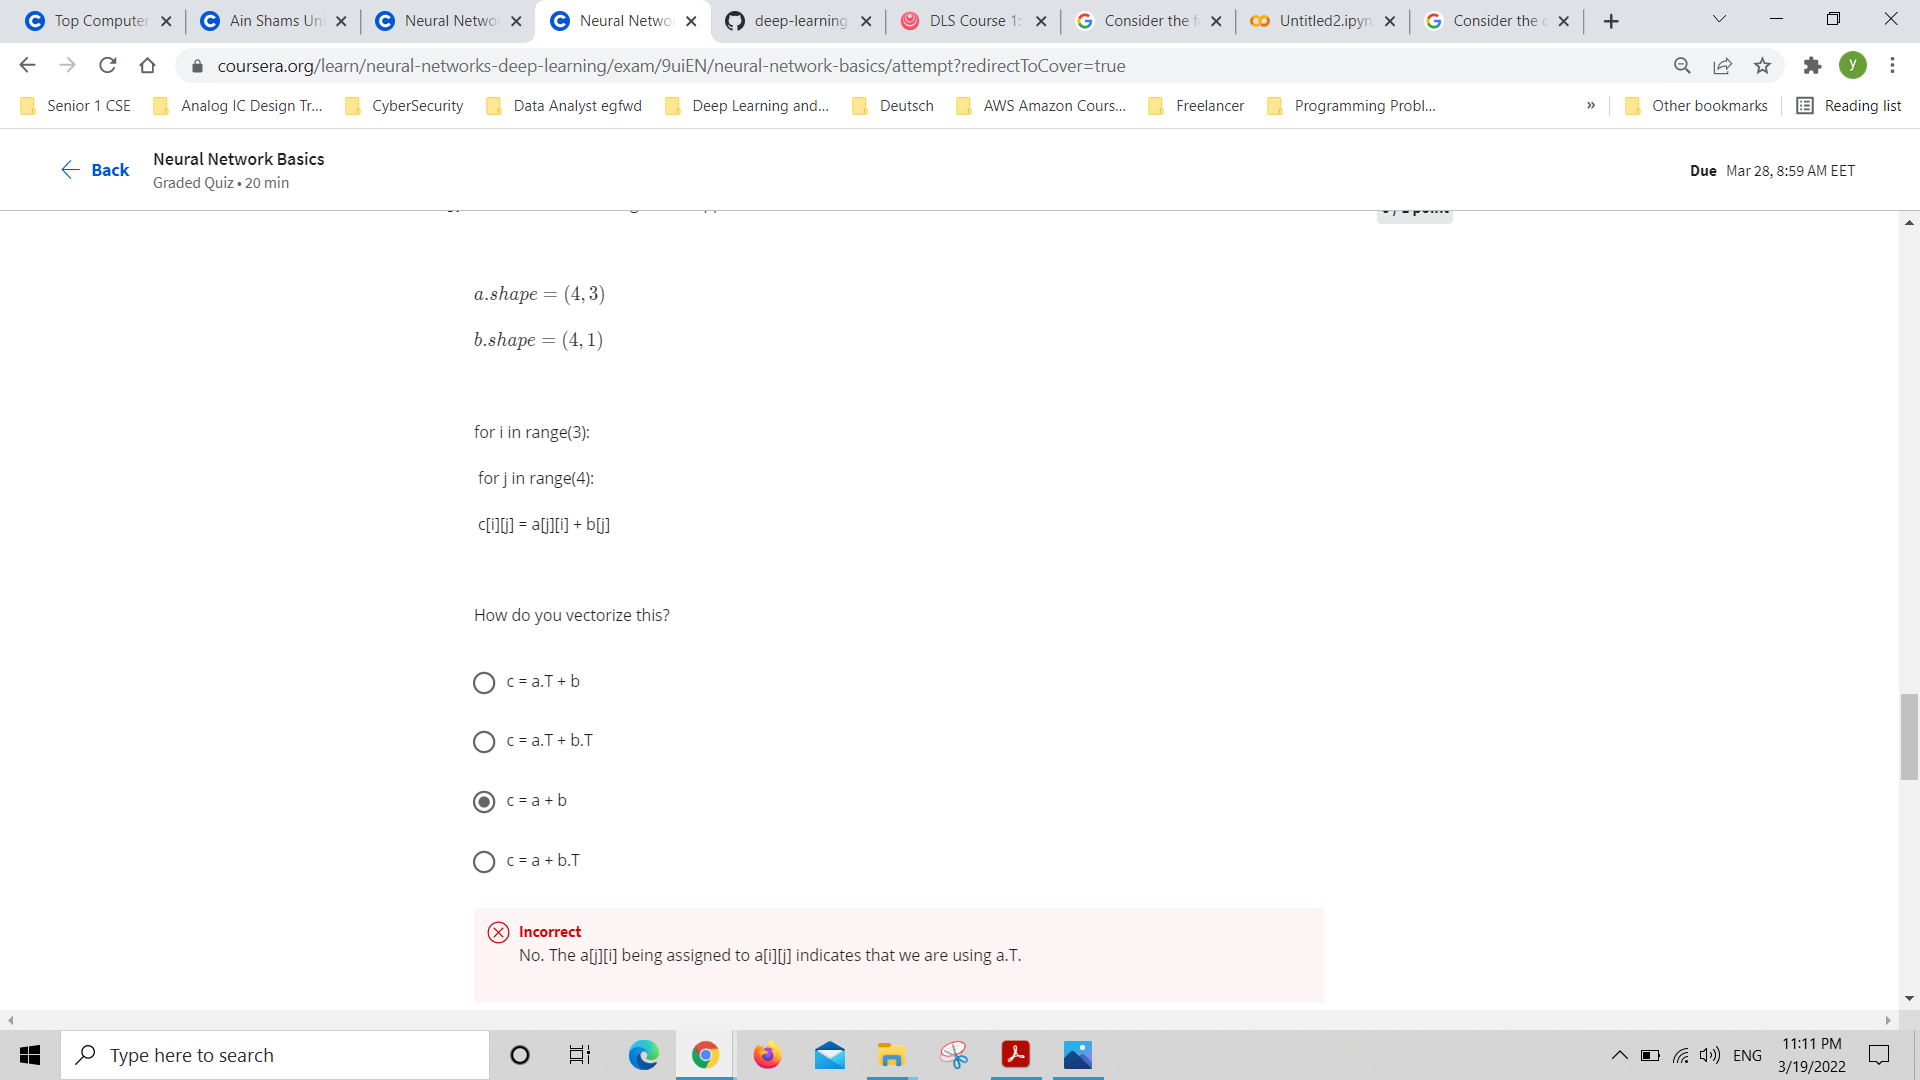 Top Computer
Ain Shams Uni
Neural Networ
Neural Networ
deep-learning
DLS Course 1:
Consider the f
Untitled2.ipyn
Consider the c
coursera.org/learn/neural-networks-deep-learning/exam/9uiEN/neural-network-basics/attempt?redirectToCover=true
y
Senior 1 CSE
Analog IC Design Tr...
CyberSecurity
Data Analyst egfwd
Deep Learning and...
Deutsch
AWS Amazon Cours...
Freelancer
Programming Probl...
»
Other bookmarks
Reading list
Back
Neural Network Basics
Graded Quiz • 20 min
Due Mar 28, 8:59 AM EET
a.shape = (4, 3)
b.shape = (4, 1)
for i in range(3):
for j in range(4):
c[i][j] = a[j][i] + b[j]
How do you vectorize this?
c = a.T + b
c = a.T + b.T
c = a + b
c = a + b.T
Incorrect
No. The a[j][i] being assigned to a[i][j] indicates that we are using a.T.
Type here to search
ENG
11:11 PM
3/19/2022